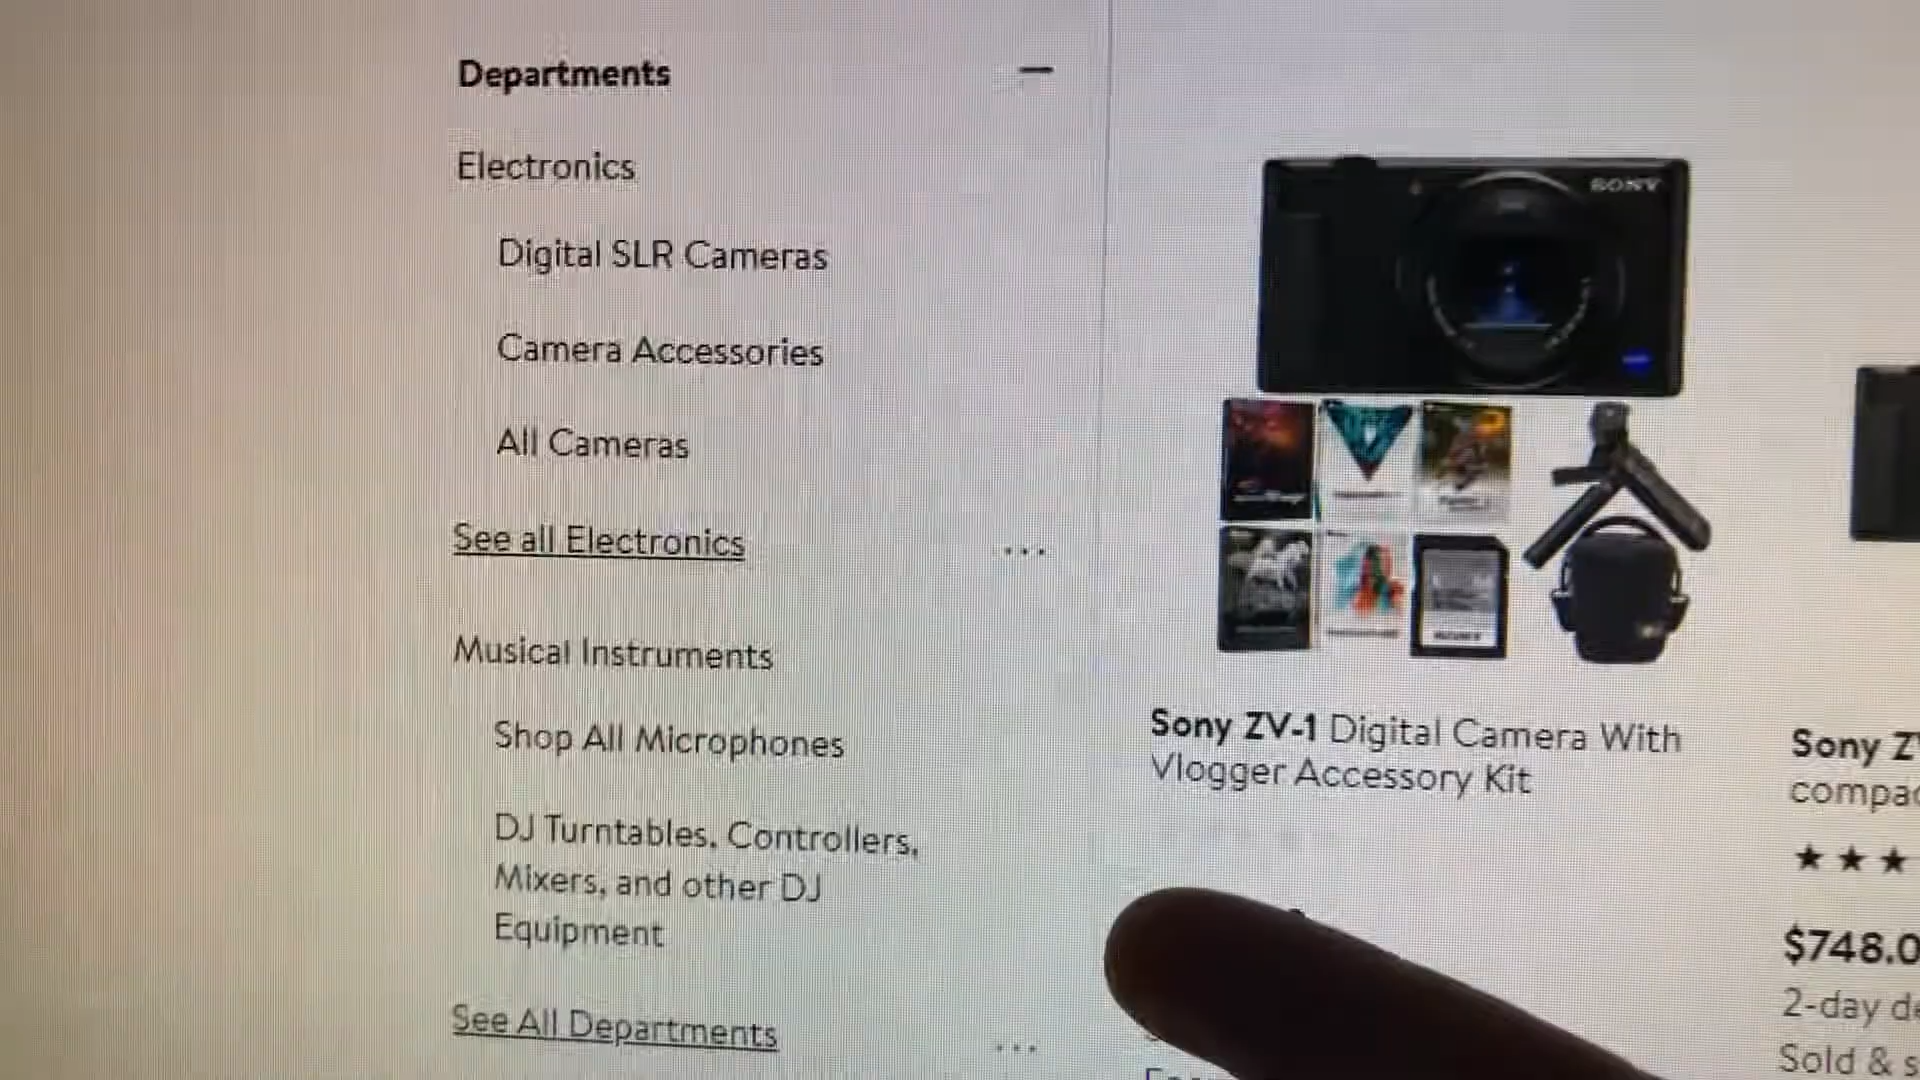 Departments
Electronics
Digital SLR Cameras
Camera Accessories
All Cameras
See all Electronics
Musical Instruments
Shop All Microphones
DJ Turntables, Controllers,
Mixers, and other DJ
Equipment
See All Departments
SONY
Sony ZV-1 Digital Camera With
Vlogger Accessory Kit
Sony
$748.0
2-day
Sold &